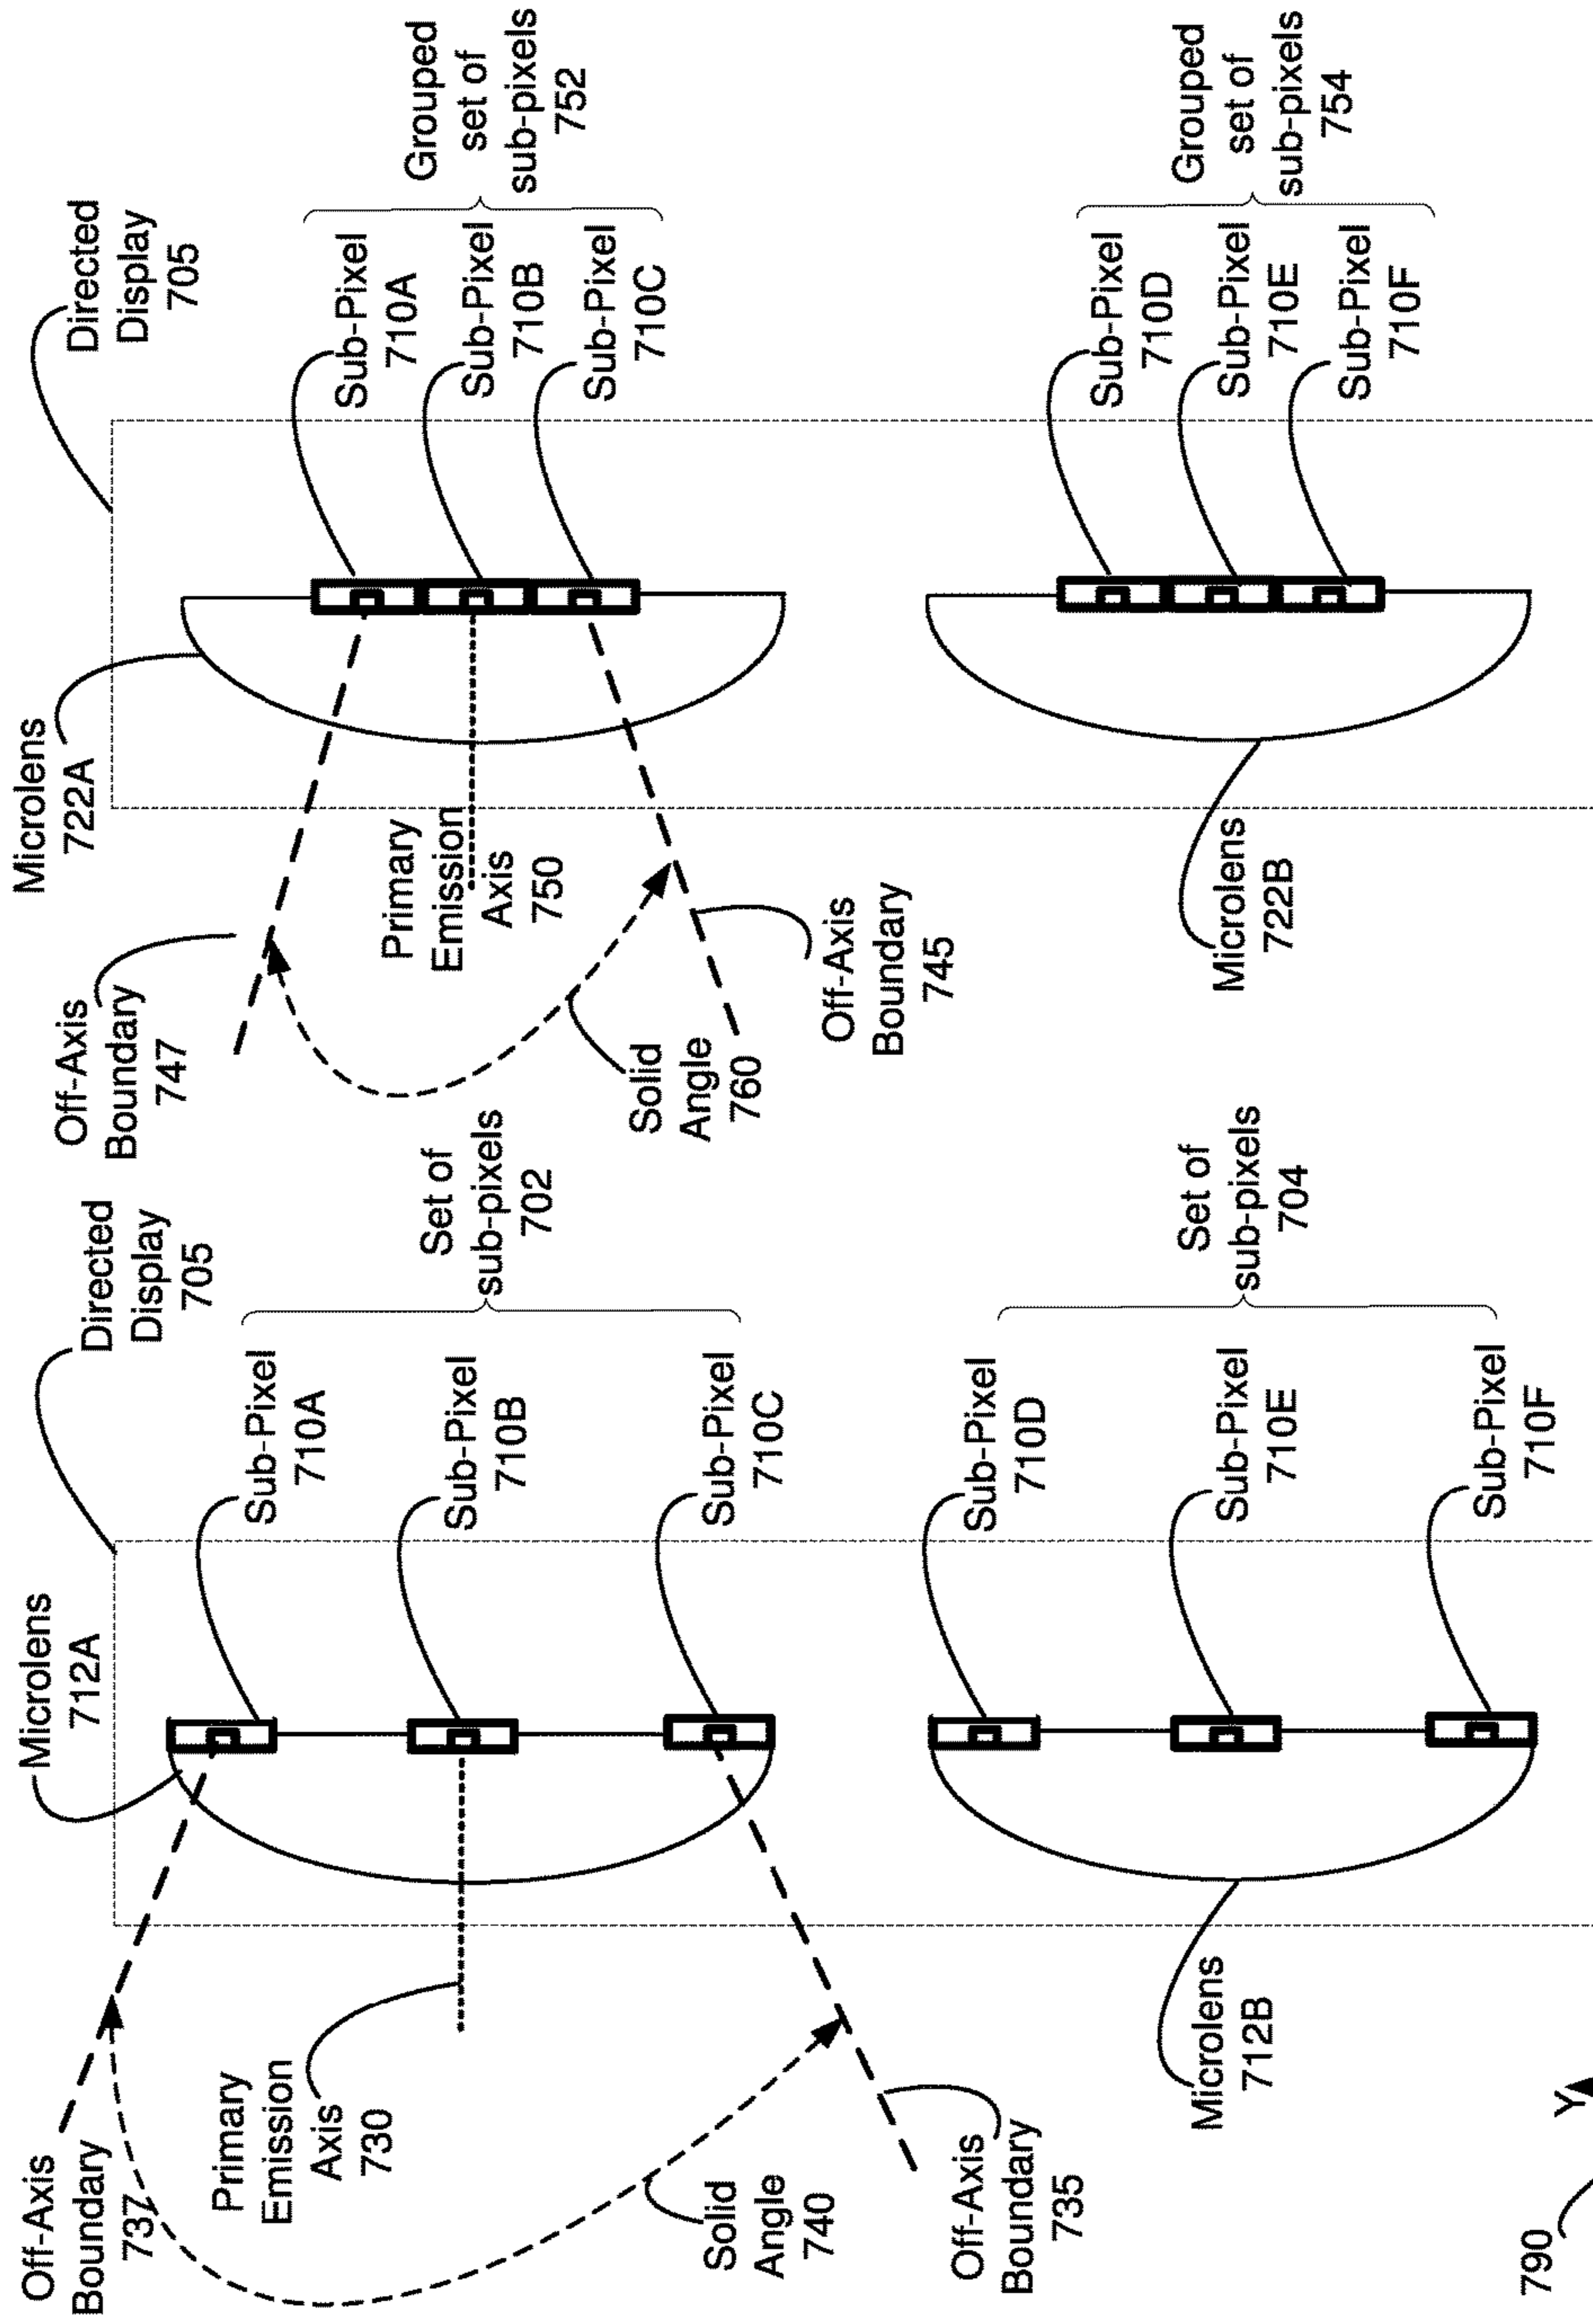 Off-Axis
Boundary
737
Microlens
712A
Directed
Display
705
Sub-Pixel
710A
Sub-Pixel
710B
Sub-Pixel
710C
Set of
sub-pixels
702
Primary
Emission
Axis
730
Solid
Angle
740
Off-Axis
Boundary
735
Microlens
712B
Sub-Pixel
710D
Sub-Pixel
710E
Sub-Pixel
710F
Set of
sub-pixels
704
790
Y
Off-Axis
Boundary
747
Microlens
722A
Directed
Display
705
Sub-Pixel
710A
Sub-Pixel
710B
Sub-Pixel
710C
Grouped
set of
sub-pixels
752
Primary
Emission
Axis
750
Solid
Angle
760
Off-Axis
Boundary
745
Microlens
722B
Sub-Pixel
710D
Sub-Pixel
710E
Sub-Pixel
710F
Grouped
set of
sub-pixels
754